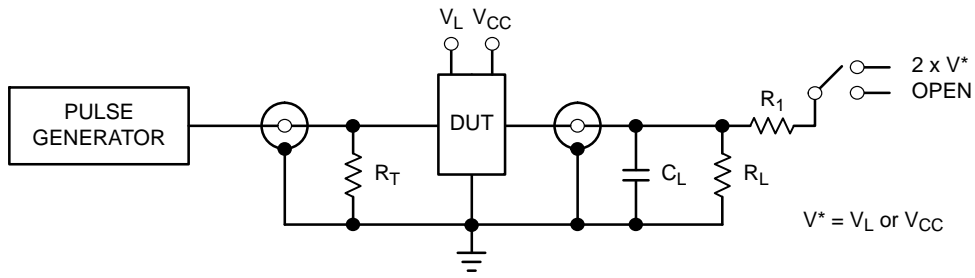 V_L V_CC
2 x V*
OPEN
R_1
PULSE
GENERATOR
DUT
R_T
C_L
R_L
V* = V_L or V_CC